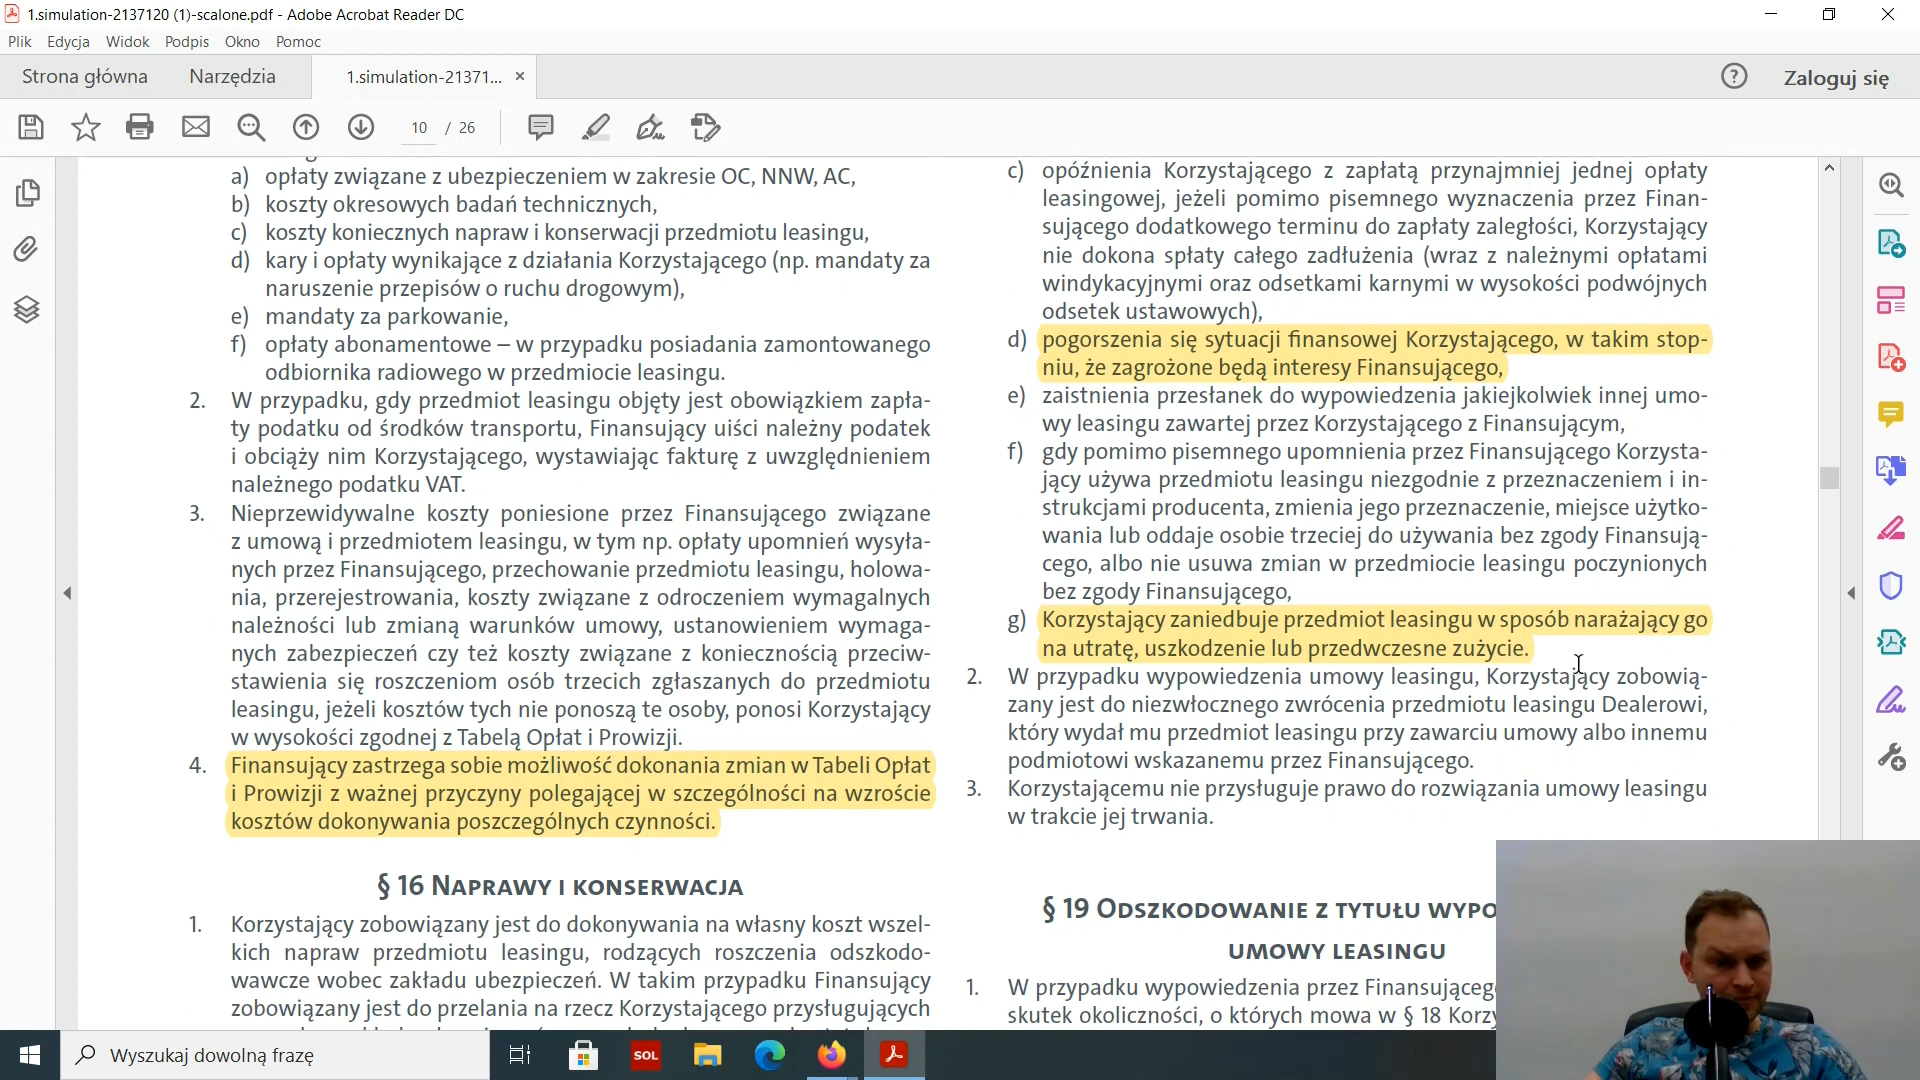 1.simulation-2137120 (1)-scalone.pdf - Adobe Acrobat Reader DC
Plik Edycja Widok Podpis Okno Pomoc
Strona główna Narzędzia 1.simulation-21371... × Zaloguj się
10 / 26
a) opłaty związane z ubezpieczeniem w zakresie OC, NNW, AC,
b) koszty okresowych badań technicznych,
c) koszty koniecznych napraw i konserwacji przedmiotu leasingu,
d) kary i opłaty wynikające z działania Korzystającego (np. mandaty za
naruszenie przepisów o ruchu drogowym),
e) mandaty za parkowanie,
f) opłaty abonamentowe – w przypadku posiadania zamontowanego
odbiornika radiowego w przedmiocie leasingu.
2. W przypadku, gdy przedmiot leasingu objęty jest obowiązkiem zapła-
ty podatku od środków transportu, Finansujący uiści należny podatek
i obciąży nim Korzystającego, wystawiając fakturę z uwzględnieniem
należnego podatku VAT.
3. Nieprzewidywalne koszty poniesione przez Finansującego związane
z umową i przedmiotem leasingu, w tym np. opłaty upomnień wysyła-
nych przez Finansującego, przechowanie przedmiotu leasingu, holowa-
nia, przerejestrowania, koszty związane z odroczeniem wymagalnych
należności lub zmianą warunków umowy, ustanowieniem wymaga-
nych zabezpieczeń czy też koszty związane z koniecznością przeciw-
stawienia się roszczeniom osób trzecich zgłaszanych do przedmiotu
leasingu, jeżeli kosztów tych nie ponoszą te osoby, ponosi Korzystający
w wysokości zgodnej z Tabelą Opłat i Prowizji.
4. Finansujący zastrzega sobie możliwość dokonania zmian w Tabeli Opłat
i Prowizji z ważnej przyczyny polegającej w szczególności na wzroście
kosztów dokonywania poszczególnych czynności.
§ 16 NAPRAWY I KONSERWACJA
1. Korzystający zobowiązany jest do dokonywania na własny koszt wszel-
kich napraw przedmiotu leasingu, rodzących roszczenia odszkodo-
wawcze wobec zakładu ubezpieczeń. W takim przypadku Finansujący
zobowiązany jest do przelania na rzecz Korzystającego przysługujących
c) opóźnienia Korzystającego z zapłatą przynajmniej jednej opłaty
leasingowej, jeżeli pomimo pisemnego wyznaczenia przez Finan-
sującego dodatkowego terminu do zapłaty zaległości, Korzystający
nie dokona spłaty całego zadłużenia (wraz z należnymi opłatami
windykacyjnymi oraz odsetkami karnymi w wysokości podwójnych
odsetek ustawowych),
d) pogorszenia się sytuacji finansowej Korzystającego, w takim stop-
niu, że zagrożone będą interesy Finansującego,
e) zaistnienia przesłanek do wypowiedzenia jakiejkolwiek innej umo-
wy leasingu zawartej przez Korzystającego z Finansującym,
f) gdy pomimo pisemnego upomnienia przez Finansującego Korzysta-
jący używa przedmiotu leasingu niezgodnie z przeznaczeniem i in-
strukcjami producenta, zmienia jego przeznaczenie, miejsce użytko-
wania lub oddaje osobie trzeciej do używania bez zgody Finansują-
cego, albo nie usuwa zmian w przedmiocie leasingu poczynionych
bez zgody Finansującego,
g) Korzystający zaniedbuje przedmiot leasingu w sposób narażający go
na utratę, uszkodzenie lub przedwczesne zużycie.
2. W przypadku wypowiedzenia umowy leasingu, Korzystający zobowią-
zany jest do niezwłocznego zwrócenia przedmiotu leasingu Dealerowi,
który wydał mu przedmiot leasingu przy zawarciu umowy albo innemu
podmiotowi wskazanemu przez Finansującego.
3. Korzystającemu nie przysługuje prawo do rozwiązania umowy leasingu
w trakcie jej trwania.
§ 19 ODSZKODOWANIE Z TYTUŁU WYPO
UMOWY LEASINGU
1. W przypadku wypowiedzenia przez Finansująceg
skutek okoliczności, o których mowa w § 18 Korzy
Wyszukaj dowolną frazę
SOL